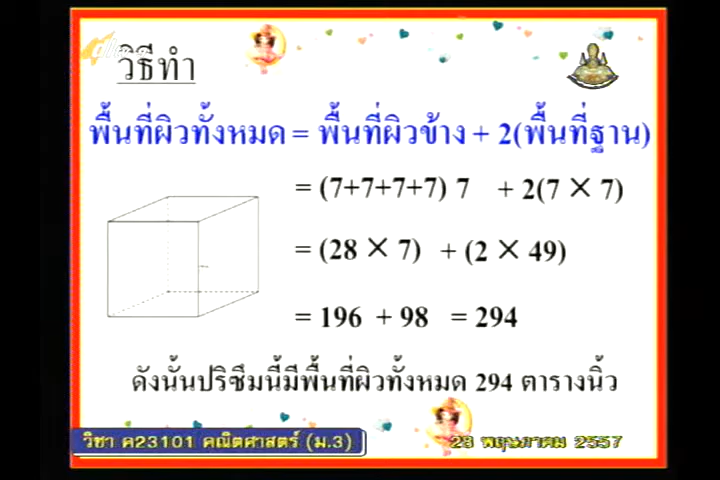 dltv
วิธีทำ
พื้นที่ผิวทั้งหมด = พื้นที่ผิวข้าง + 2(พื้นที่ฐาน)
= (7+7+7+7) 7 + 2(7 × 7)
= (28 × 7) + (2 × 49)
= 196 + 98 = 294
ดังนั้นปริซึมนี้มีพื้นที่ผิวทั้งหมด 294 ตารางนิ้ว
วิชา ค23101 คณิตศาสตร์ (ม.3)
23 พฤษภาคม 2557